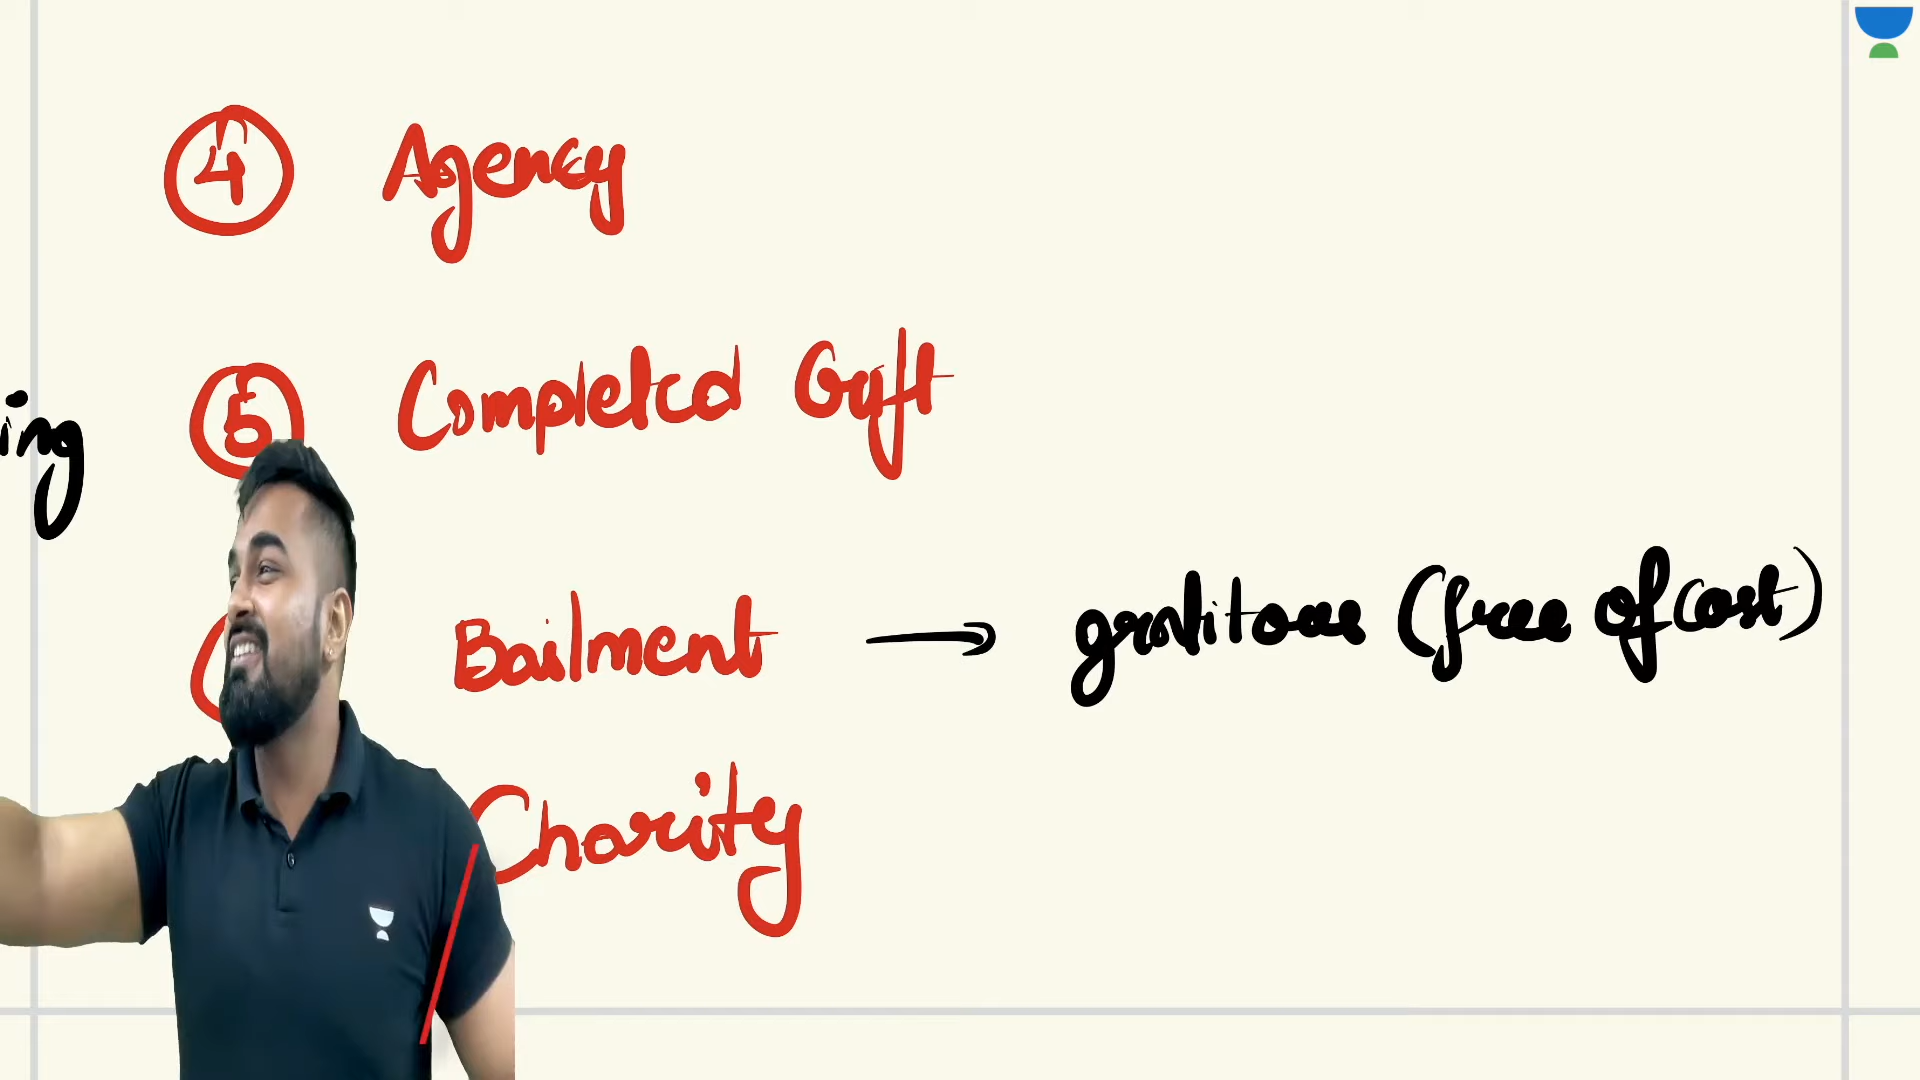 4 Agency
5 Completed Gift
ing
Bailment → gratitous (free of cost)
Charity